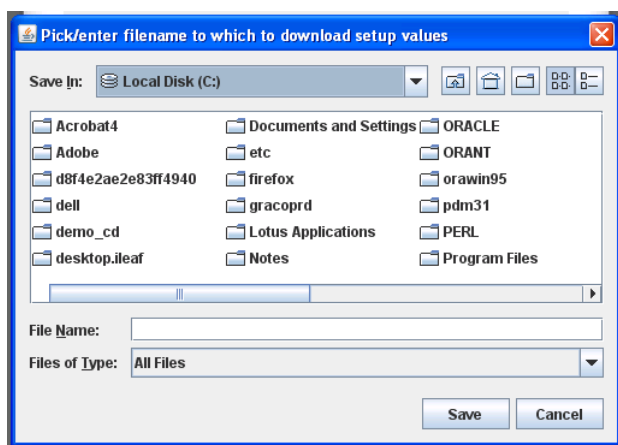 Pick/enter filename to which to download setup values
Save In: Local Disk (C:)
Acrobat4 Documents and Settings ORACLE
Adobe etc ORANT
d8f4e2ae2e83ff4940 firefox orawin95
dell gracoprd pdm31
demo_cd Lotus Applications PERL
desktop.ileaf Notes Program Files
File Name:
Files of Type: All Files
Save Cancel